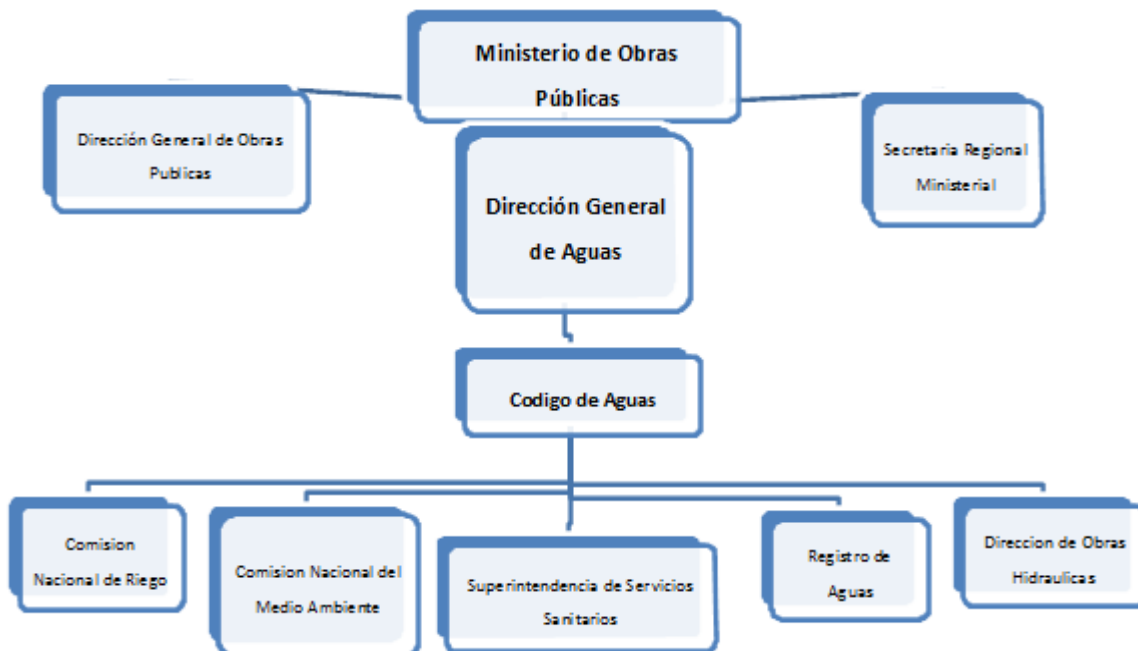 Ministerio de Obras
Públicas
Dirección General de Obras
Publicas
Secretaria Regional
Ministerial
Dirección General
de Aguas
Codigo de Aguas
Comision
Nacional de Riego
Comision Nacional del
Medio Ambiente
Superintendencia de Servicios
Sanitarios
Registro de
Aguas
Direccion de Obras
Hidraulicas